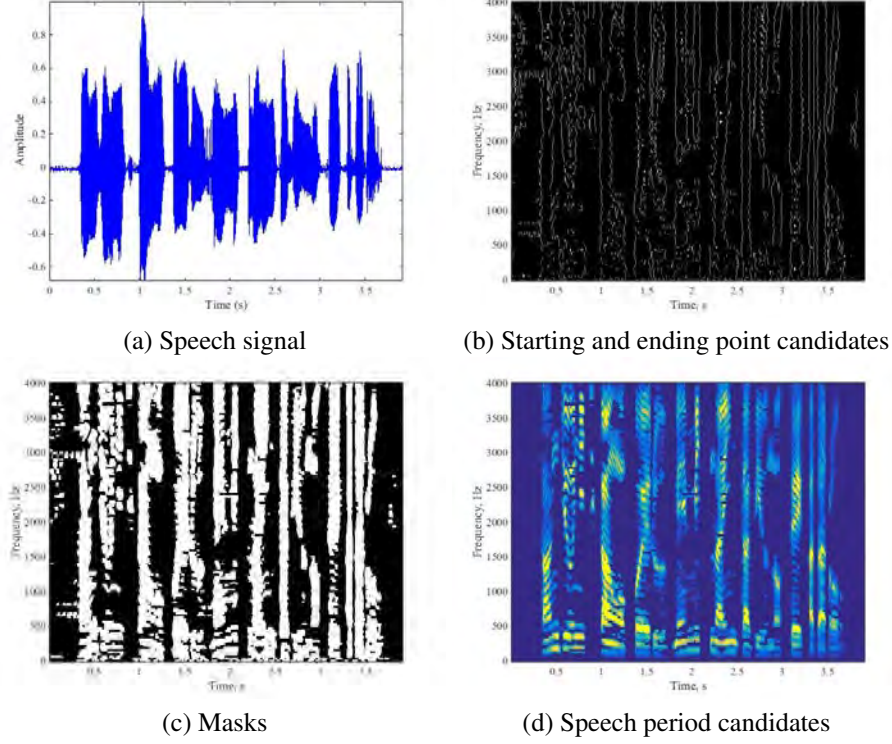 0.8
0.6
0.4
0.2
0
-0.2
-0.4
-0.6
Amplitude
0 0.5 1 1.5 2 2.5 3 3.5
Time (s)
(a) Speech signal
4000
3500
3000
2500
2000
1500
1000
500
0
Frequency, Hz
0.5 1 1.5 2 2.5 3 3.5
Time, s
(b) Starting and ending point candidates
4000
3500
3000
2500
2000
1500
1000
500
0
Frequency, Hz
0.5 1 1.5 2 2.5 3 3.5
Time, s
(c) Masks
4000
3500
3000
2500
2000
1500
1000
500
0
Frequency, Hz
0.5 1 1.5 2 2.5 3 3.5
Time, s
(d) Speech period candidates